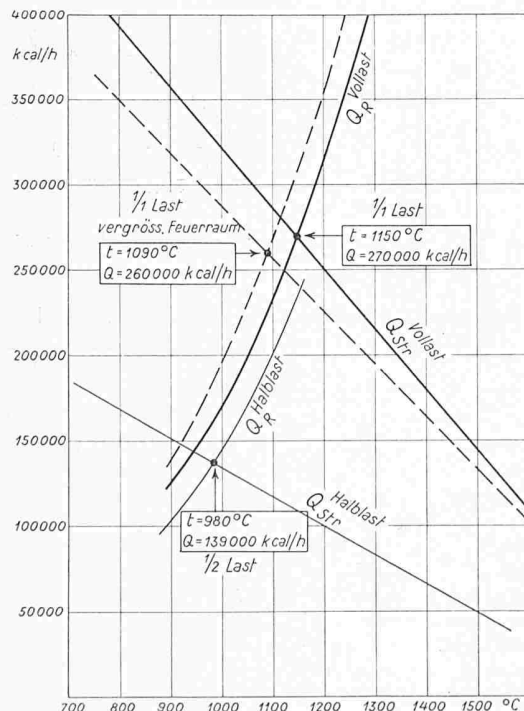 400000
k cal/h
350000
300000
250000
200000
150000
100000
50000
0
700 800 900 1000 1100 1200 1300 1400 1500 °C
Q_R Vollast
1/1 Last
vergröss. Feuerraum
t = 1090°C
Q = 260000 kcal/h
1/1 Last
t = 1150°C
Q = 270000 kcal/h
Q_Str Vollast
Q_R Halblast
Q_Str Halblast
t = 980°C
Q = 139000 kcal/h
1/2 Last